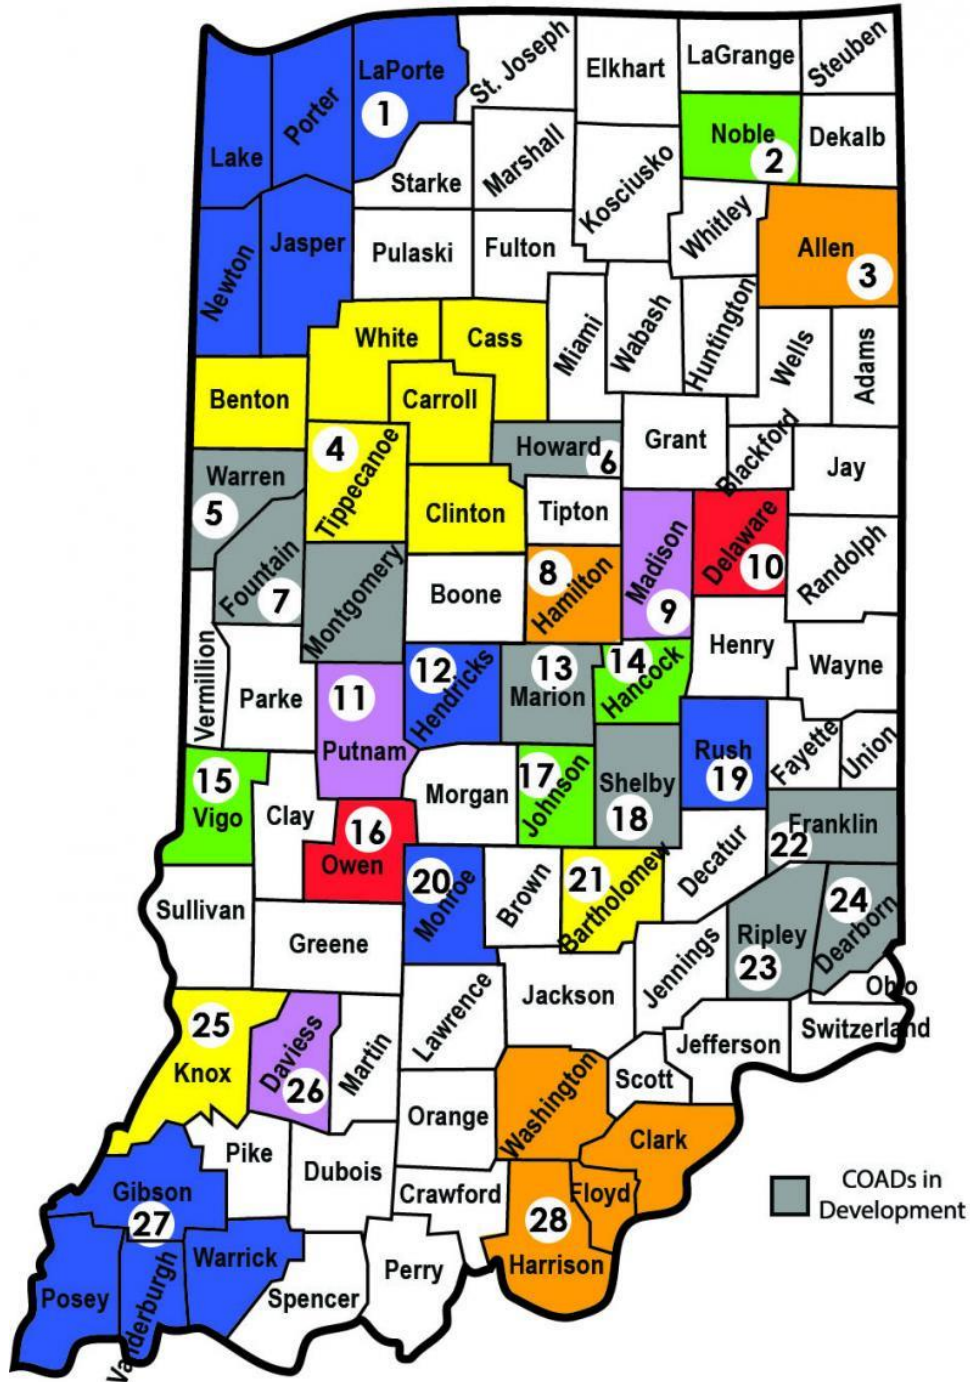 St. Joseph
Elkhart
LaGrange
Steuben
LaPorte
1
Porter
Lake
Noble
2
Dekalb
Starke
Marshall
Kosciusko
Whitley
Allen
3
Newton
Jasper
Pulaski
Fulton
Miami
Wabash
Huntington
Wells
Adams
White
Cass
Benton
Carroll
4
Tippecanoe
Howard
6
Grant
Blackford
Jay
Warren
5
Clinton
Tipton
Madison
9
Delaware
10
Randolph
Fountain
7
Montgomery
Boone
8
Hamilton
Henry
Wayne
Vermillion
Parke
11
Putnam
12
Hendricks
13
Marion
14
Hancock
Rush
19
Fayette
Union
15
Vigo
Clay
16
Owen
Morgan
17
Johnson
Shelby
18
Decatur
Franklin
22
Sullivan
Greene
20
Monroe
Brown
21
Bartholomew
Jennings
Ripley
23
24
Dearborn
Ohio
Switzerland
25
Knox
Daviess
26
Martin
Lawrence
Jackson
Jefferson
Scott
Orange
Washington
Clark
Pike
Dubois
Crawford
Floyd
28
Harrison
Gibson
27
Posey
Vanderburgh
Warrick
Spencer
Perry
COADs in
Development